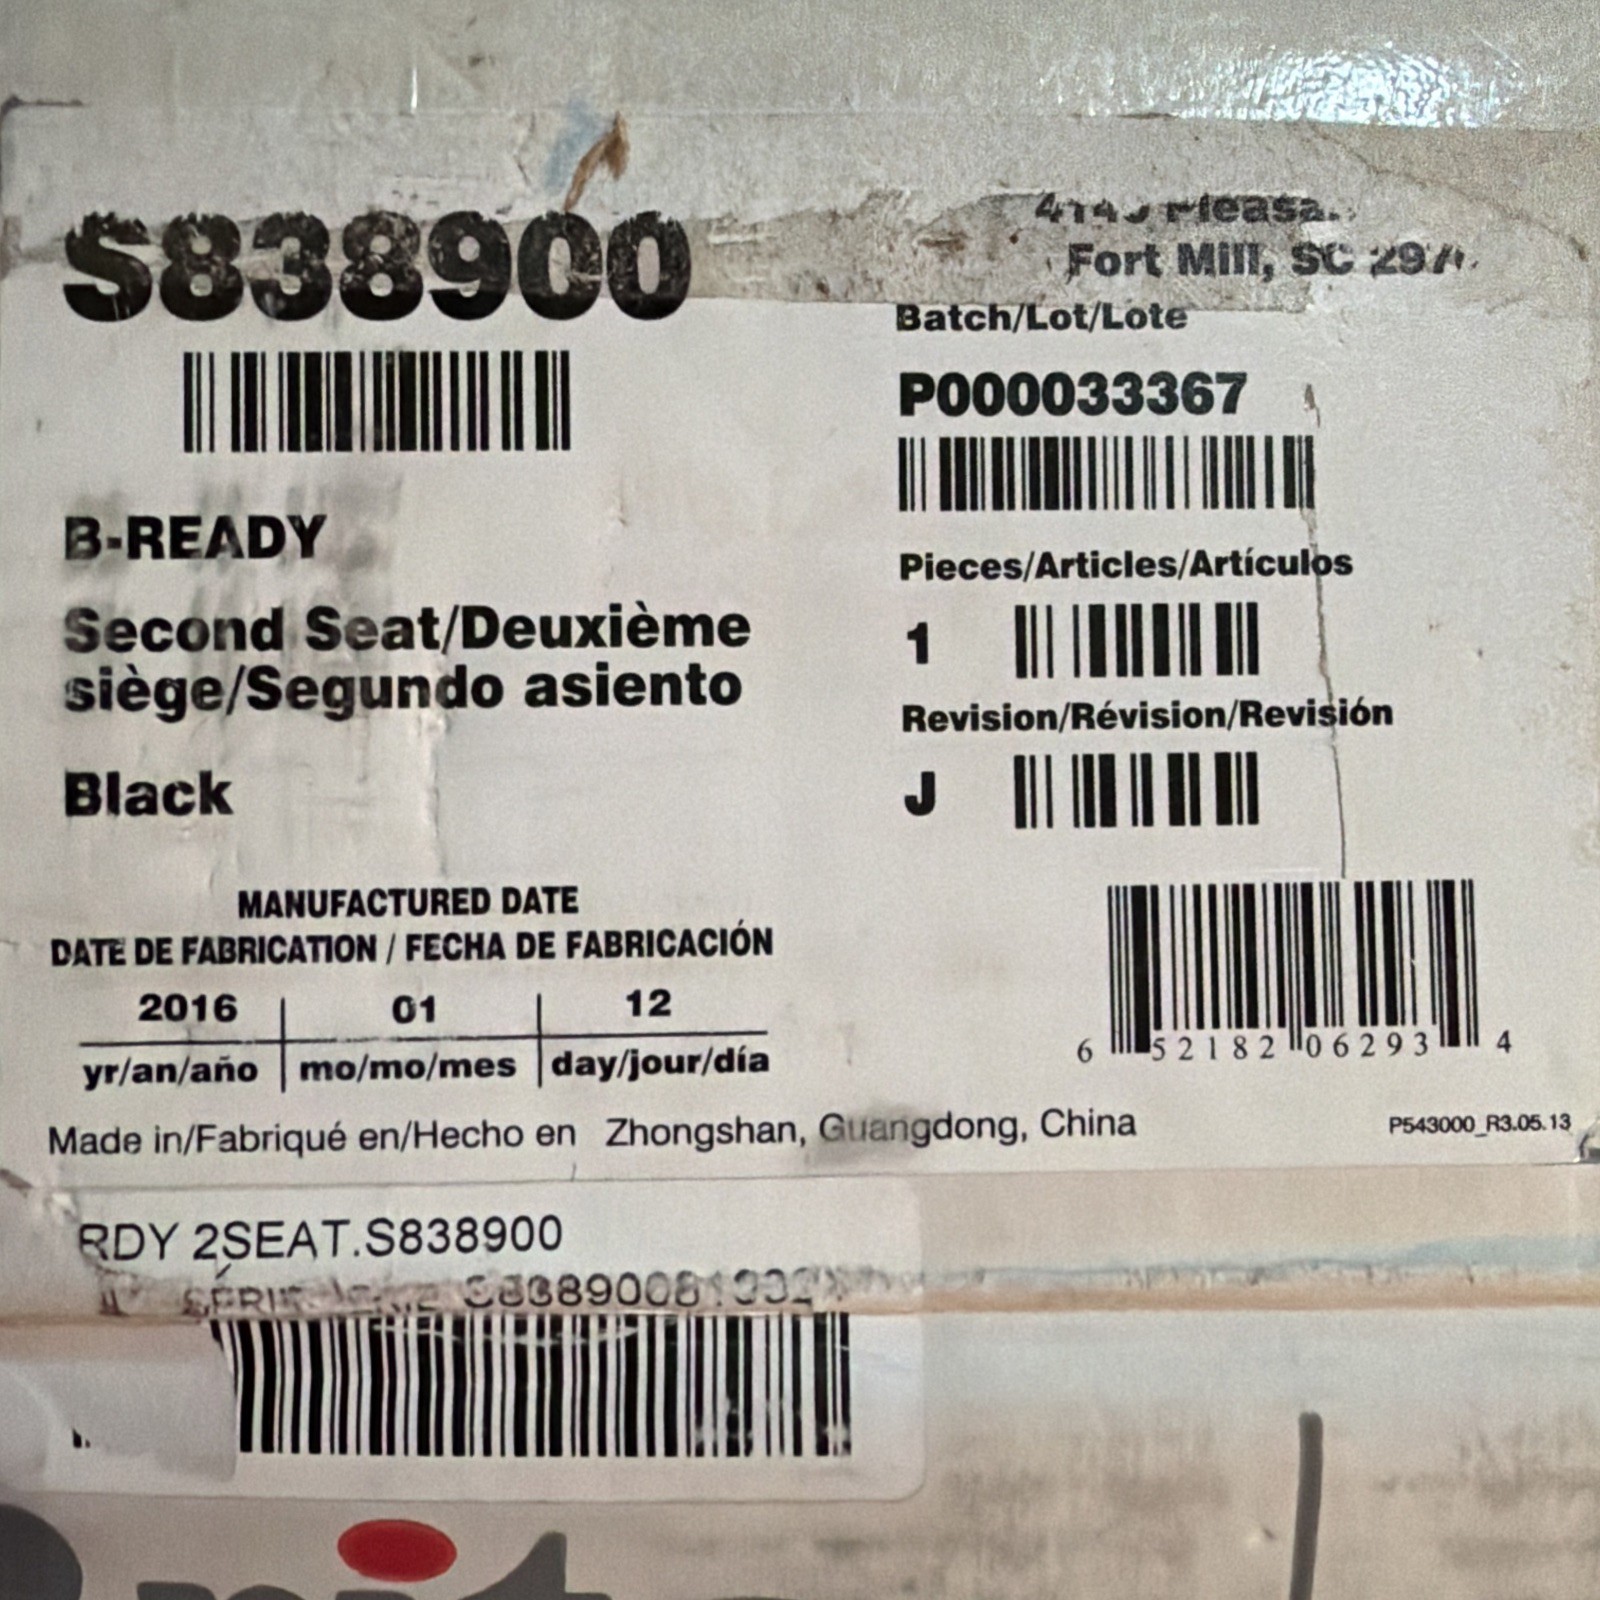 S838900
Fort Mill, SC
Batch/Lot/Lote
P000033367
B-READY
Pieces/Articles/Artículos
Second Seat/Deuxième
siège/Segundo asiento
1
Revision/Révision/Revisión
Black
J
MANUFACTURED DATE
DATE DE FABRICATION / FECHA DE FABRICACIÓN
2016 01 12
yr/an/año mo/mo/mes day/jour/día
6 52182 06293 4
Made in/Fabriqué en/Hecho en Zhongshan, Guangdong, China
P543000_R3.05.13
RDY 2SEAT.S838900